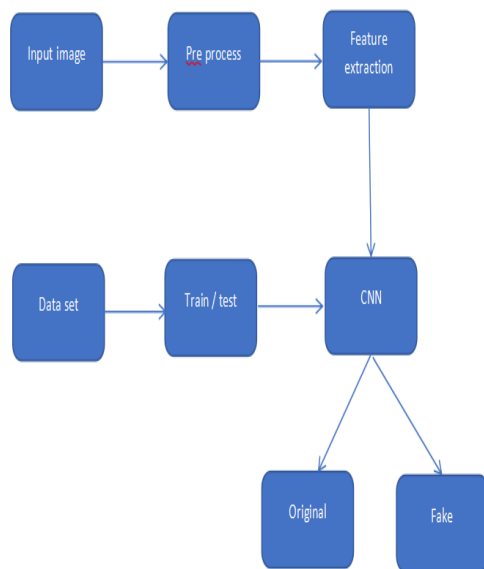 Input image
Pre process
Feature
extraction
Data set
Train / test
CNN
Original
Fake